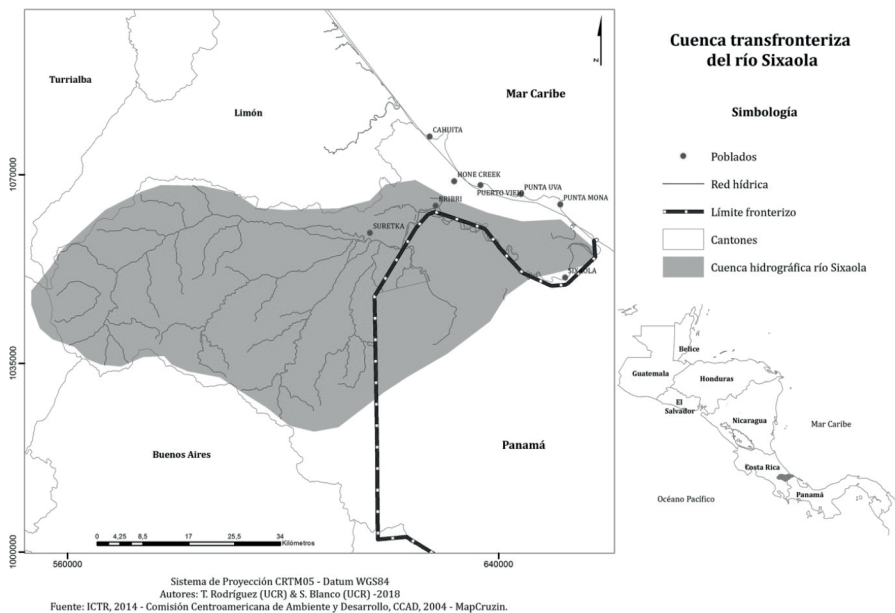 Turrialba
Limón
Mar Caribe
CAHUITA
HONE CREEK
PUERTO VIEJO
PUNTA UVA
PUNTA MONA
BRIBRI
SURETKA
SIXAOLA
Buenos Aires
Panamá
1070000
1035000
1000000
560000
640000
0 4,25 8,5 17 25,5 34
Kilómetros
N
Cuenca transfronteriza
del río Sixaola
Simbología
Poblados
Red hídrica
Límite fronterizo
Cantones
Cuenca hidrográfica río Sixaola
Belice
Guatemala
Honduras
El
Salvador
Nicaragua
Mar Caribe
Costa Rica
Panamá
Océano Pacífico
Sistema de Proyección CRTM05 - Datum WGS84
Autores: T. Rodríguez (UCR) & S. Blanco (UCR) -2018
Fuente: ICTR, 2014 - Comisión Centroamericana de Ambiente y Desarrollo, CCAD, 2004 - MapCruzin.